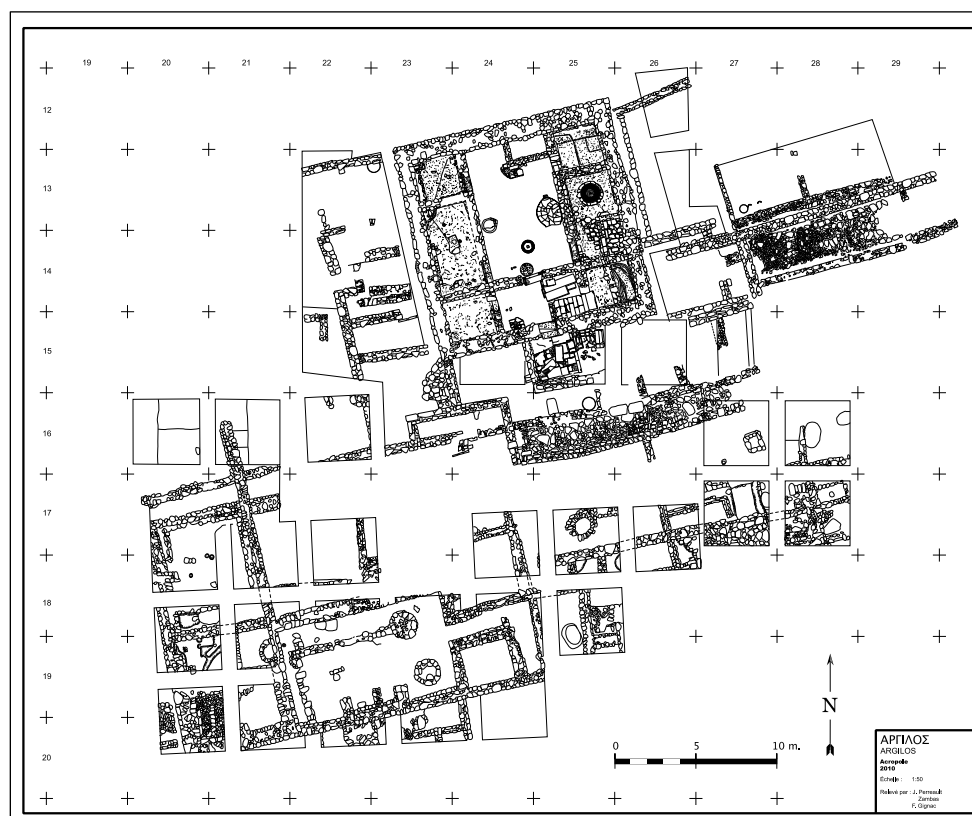 19 20 21 22 23 24 25 26 27 28 29
12
13
14
15
16
17
18
19
20
N
0 5 10 m.
ΑΡΓΙΛΟΣ
ARGILOS
Acropole
2010
Échelle : 1:50
Relevé par : J. Perreault
Zambas
F. Gignac